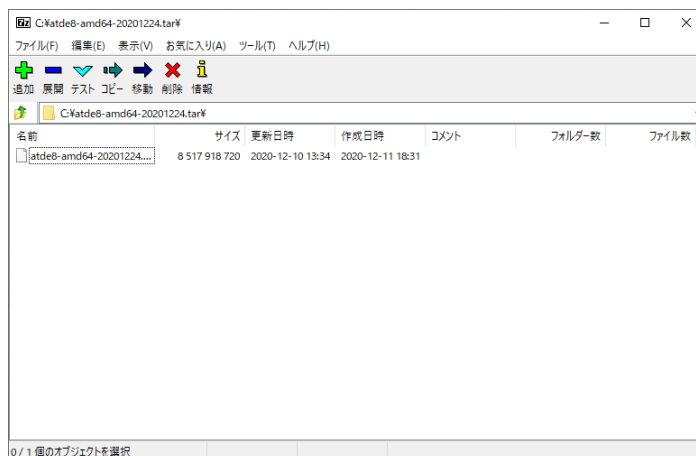 7z C:¥atde8-amd64-20201224.tar¥
ファイル(F) 編集(E) 表示(V) お気に入り(A) ツール(T) ヘルプ(H)
追加 展開 テスト コピー 移動 削除 情報
C:¥atde8-amd64-20201224.tar¥
名前 サイズ 更新日時 作成日時 コメント フォルダー数 ファイル数
atde8-amd64-20201224.... 8 517 918 720 2020-12-10 13:34 2020-12-11 18:31
0 / 1 個のオブジェクトを選択